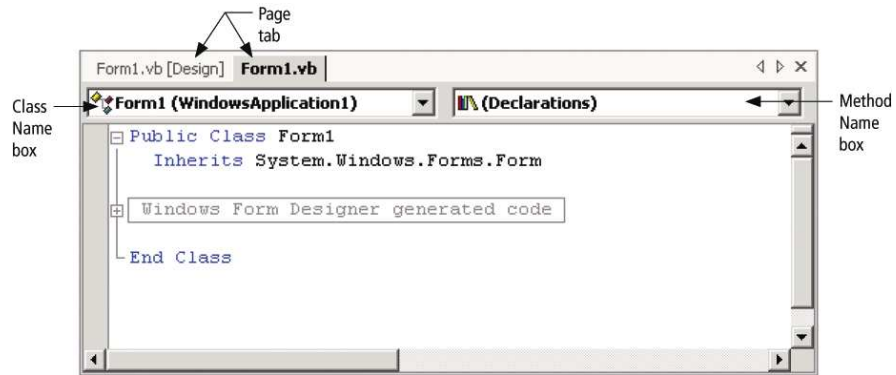 Page
tab
Form1.vb [Design] Form1.vb
Class
Name
box
Form1 (WindowsApplication1) (Declarations)
Method
Name
box
Public Class Form1
Inherits System.Windows.Forms.Form
Windows Form Designer generated code
End Class